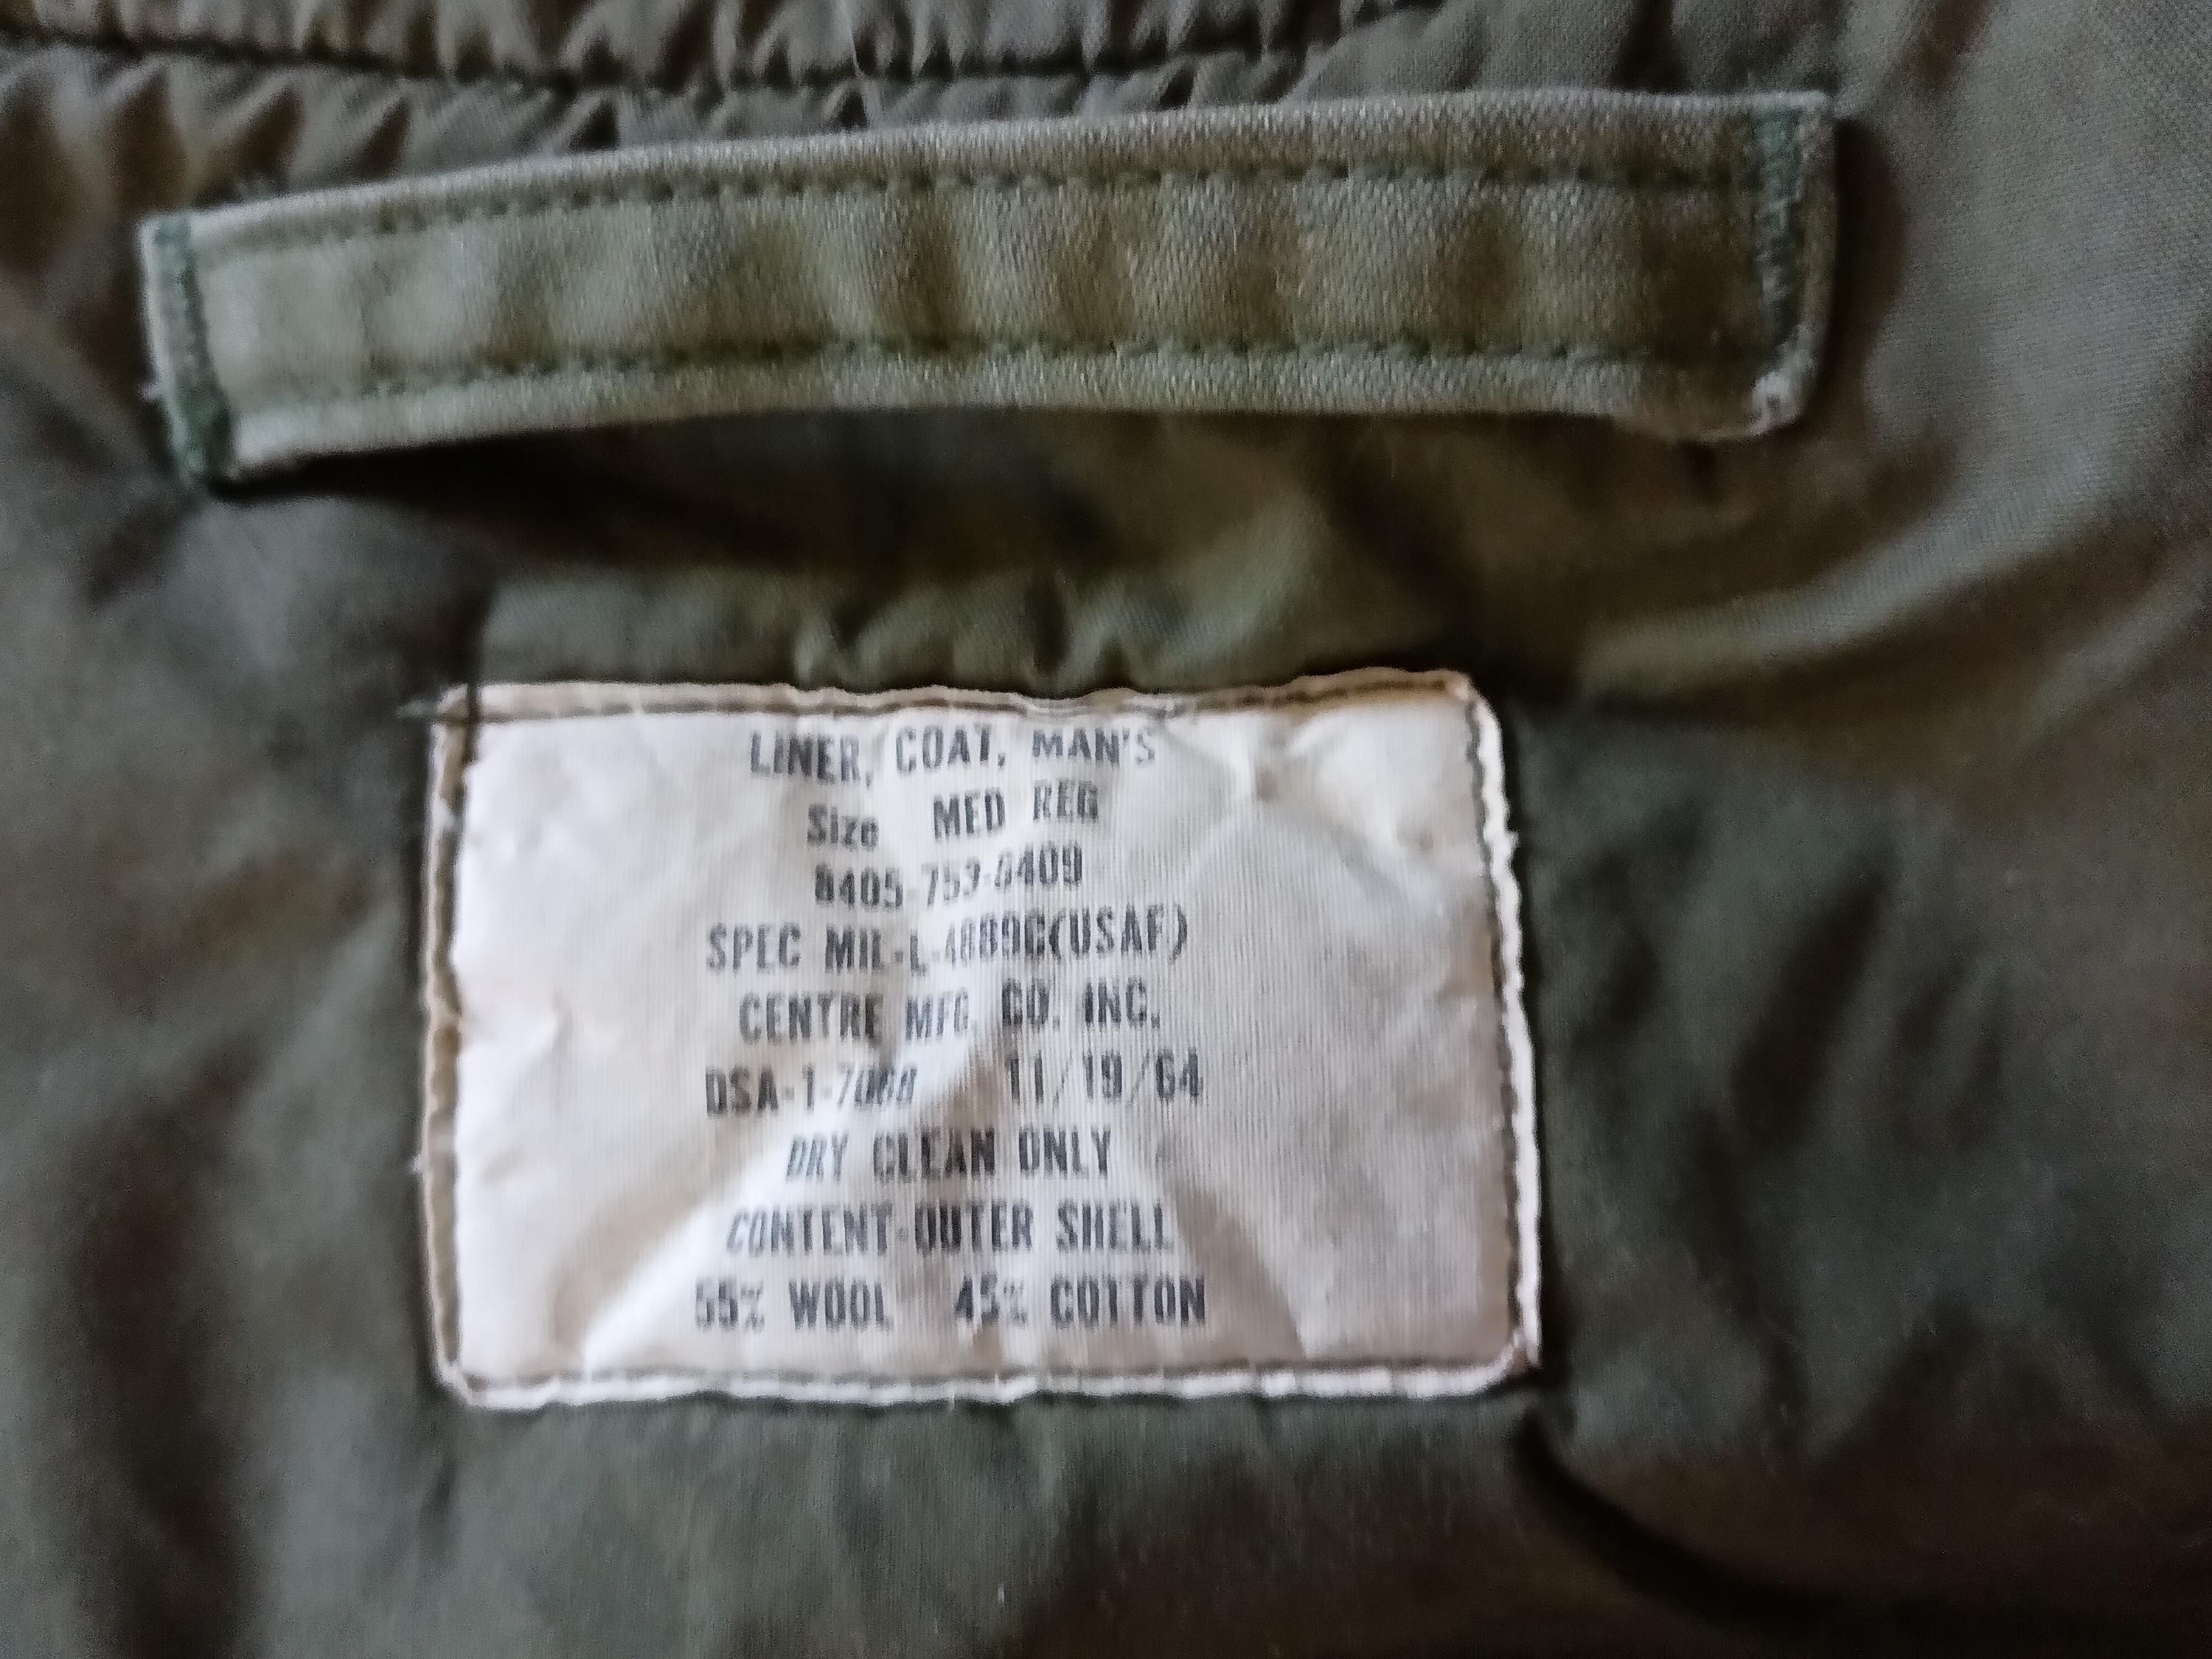 LINER, COAT, MAN'S
Size MED REG
8405-753-6409
SPEC MIL-L-4889C(USAF)
CENTRE MFG. CO. INC.
DSA-1-7068 11/19/64
DRY CLEAN ONLY
CONTENT-OUTER SHELL
55% WOOL 45% COTTON